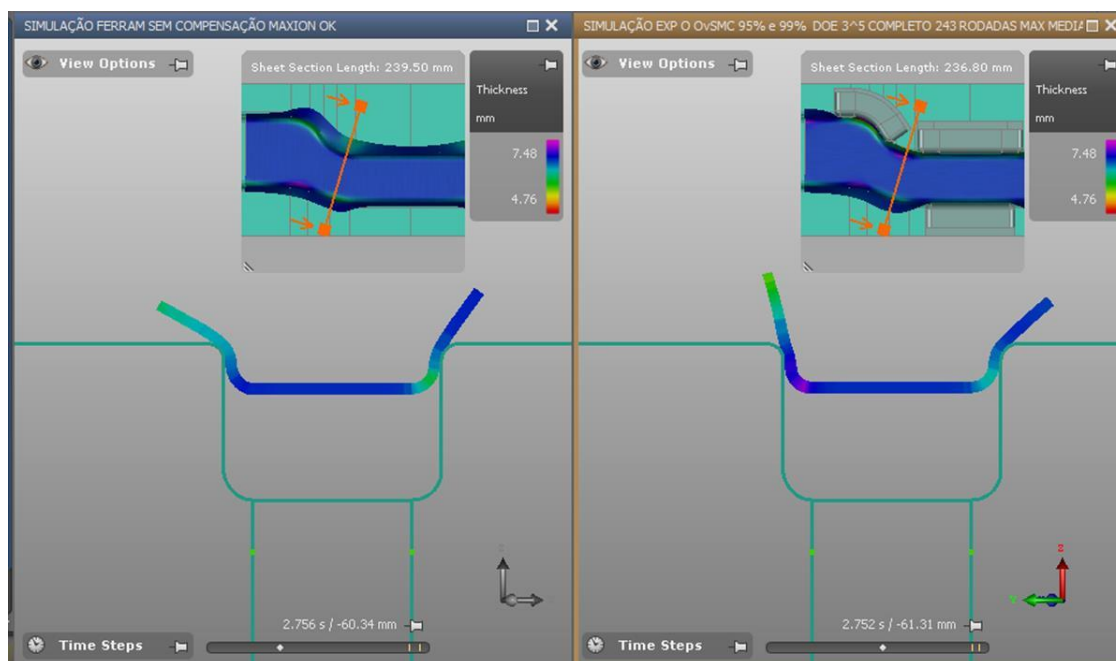 SIMULAÇÃO FERRAM SEM COMPENSAÇÃO MAXION OK
View Options
Sheet Section Length: 239.50 mm
Thickness
mm
7.48
4.76
2.756 s / -60.34 mm
Time Steps
SIMULAÇÃO EXP O OvSMC 95% e 99% DOE 3^5 COMPLETO 243 RODADAS MAX MEDIA
View Options
Sheet Section Length: 236.80 mm
Thickness
mm
7.48
4.76
Z
2.752 s / -61.31 mm
Time Steps